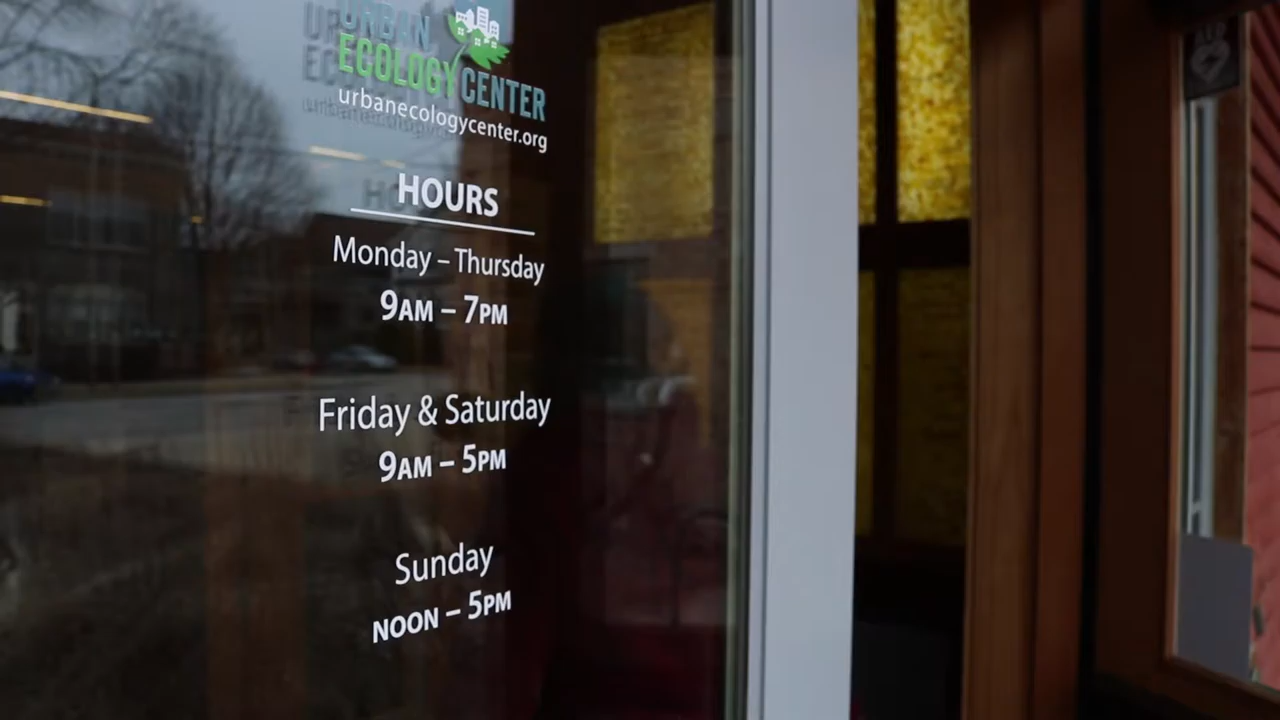 URBAN
ECOLOGY CENTER
urbanecologycenter.org
HOURS
Monday – Thursday
9AM – 7PM
Friday & Saturday
9AM – 5PM
Sunday
NOON – 5PM